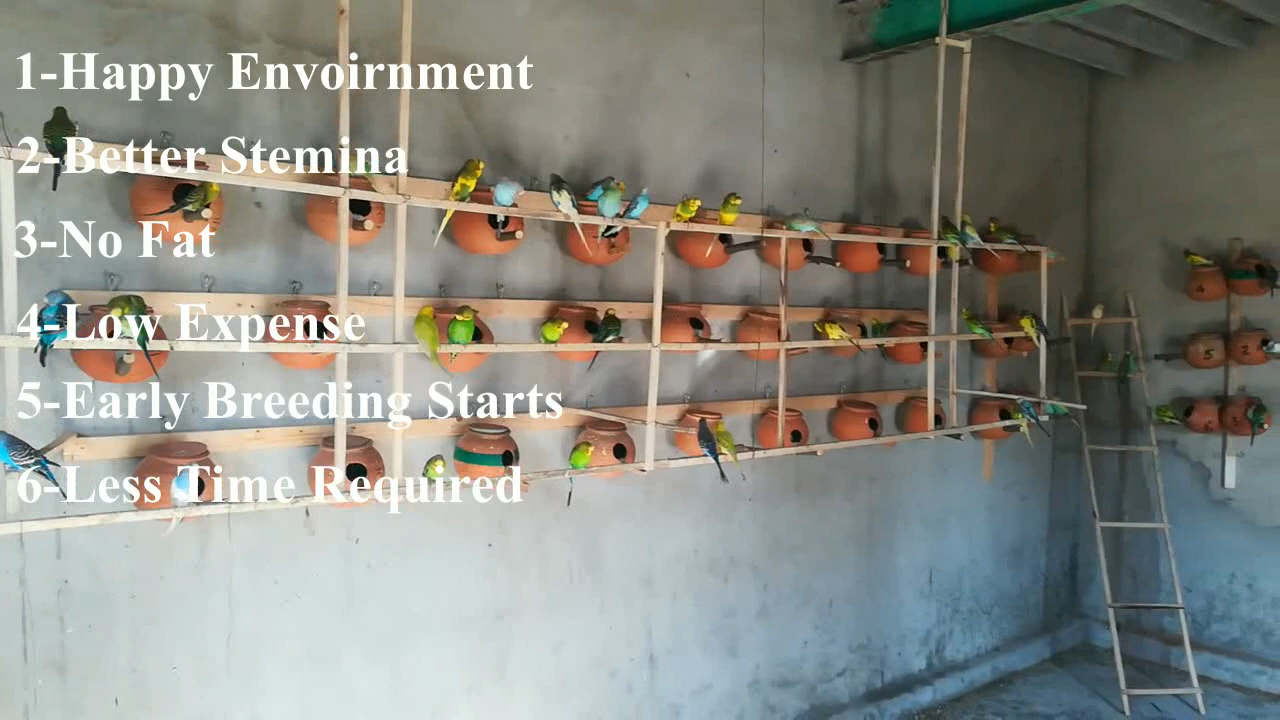 1-Happy Envoirnment
2-Better Stemina
3-No Fat
4-Low Expense
5-Early Breeding Starts
6-Less Time Required